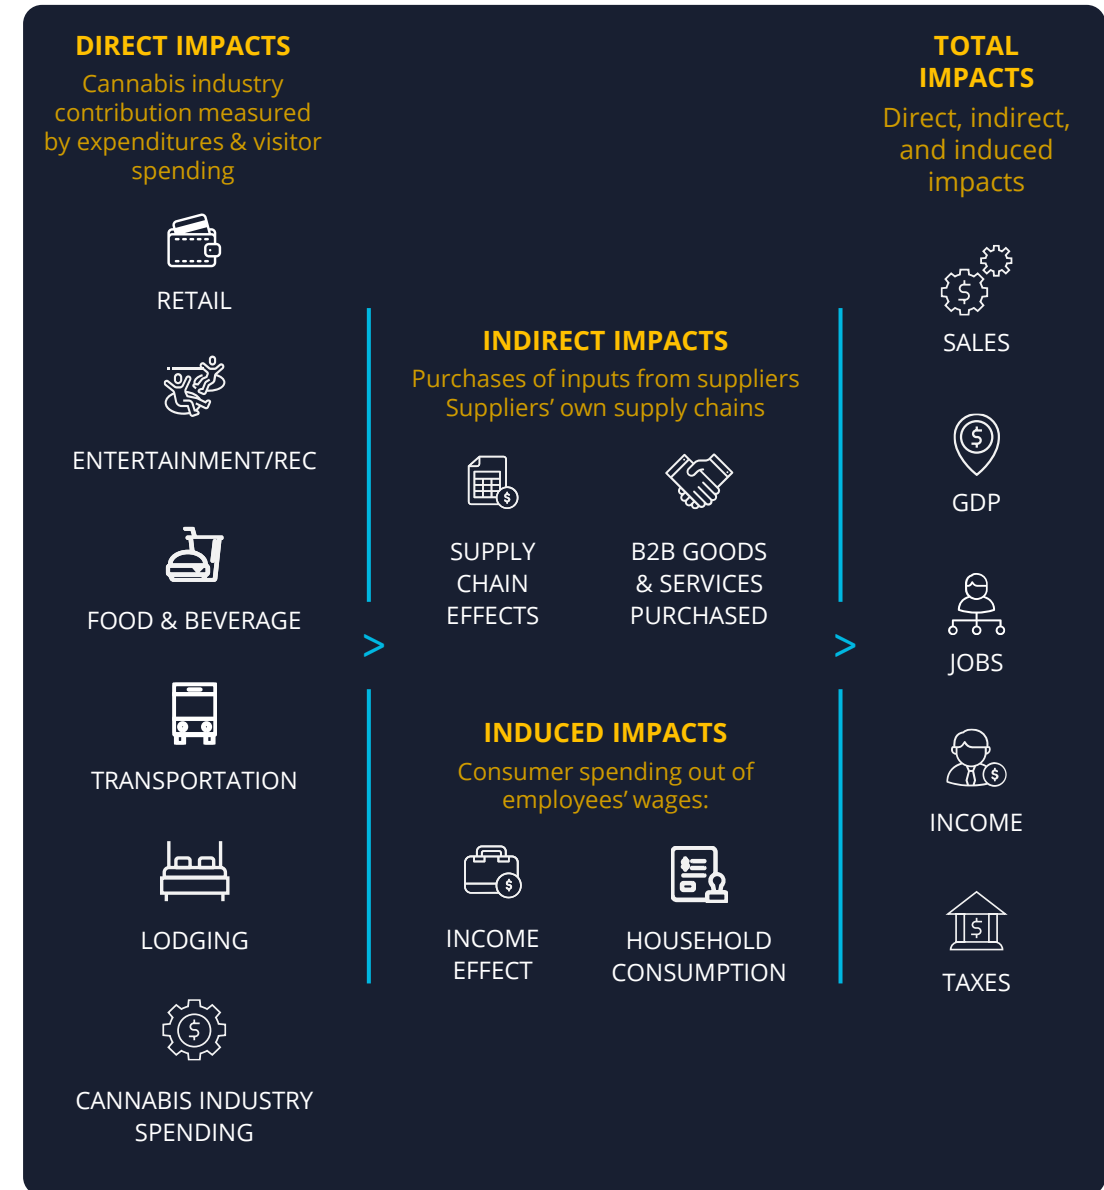 DIRECT IMPACTS
Cannabis industry
contribution measured
by expenditures & visitor
spending
RETAIL
ENTERTAINMENT/REC
FOOD & BEVERAGE
TRANSPORTATION
LODGING
CANNABIS INDUSTRY
SPENDING
>
INDIRECT IMPACTS
Purchases of inputs from suppliers
Suppliers’ own supply chains
SUPPLY
CHAIN
EFFECTS
B2B GOODS
& SERVICES
PURCHASED
INDUCED IMPACTS
Consumer spending out of
employees’ wages:
INCOME
EFFECT
HOUSEHOLD
CONSUMPTION
>
TOTAL
IMPACTS
Direct, indirect,
and induced
impacts
SALES
GDP
JOBS
INCOME
TAXES